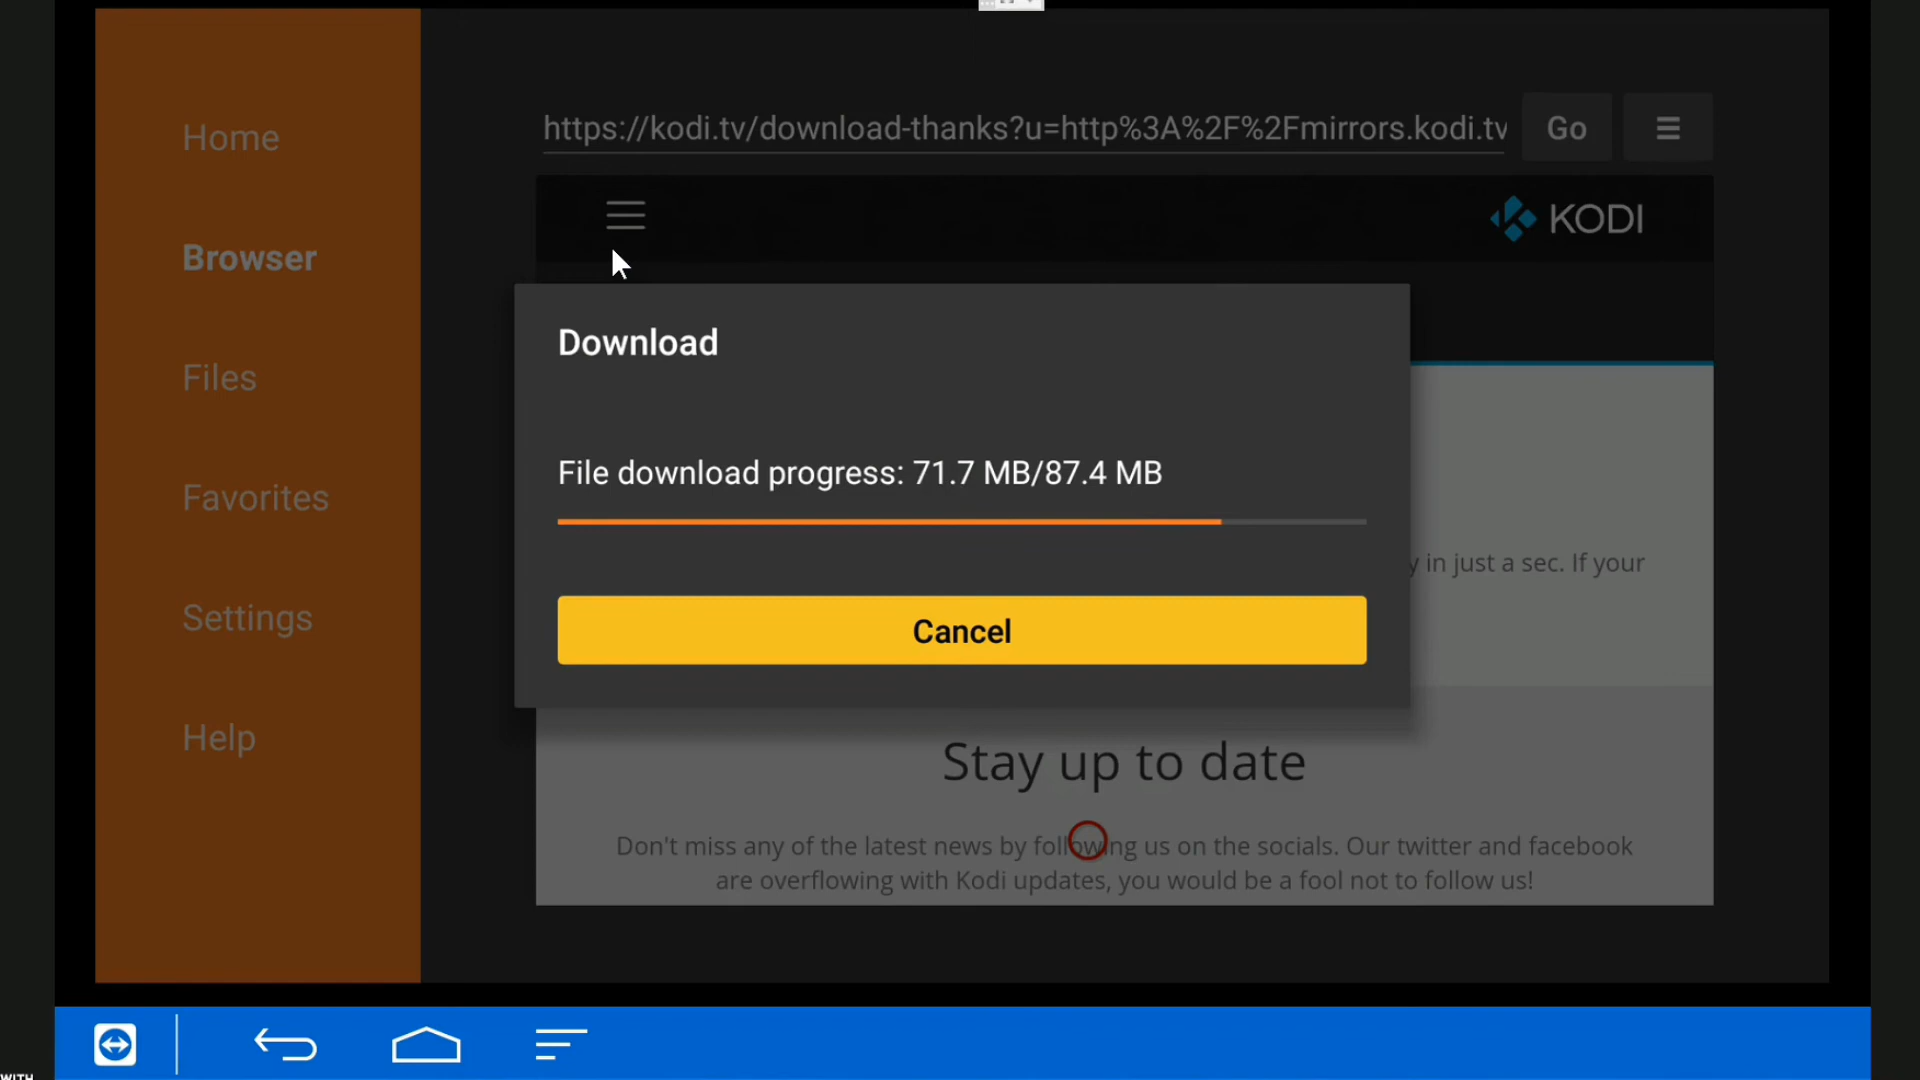 Home
Browser
Files
Favorites
Settings
Help
https://kodi.tv/download-thanks?u=http%3A%2F%2Fmirrors.kodi.tv
Go
KODI
Download
File download progress: 71.7 MB/87.4 MB
Cancel
y in just a sec. If your
Stay up to date
Don't miss any of the latest news by following us on the socials. Our twitter and facebook
are overflowing with Kodi updates, you would be a fool not to follow us!
WITH